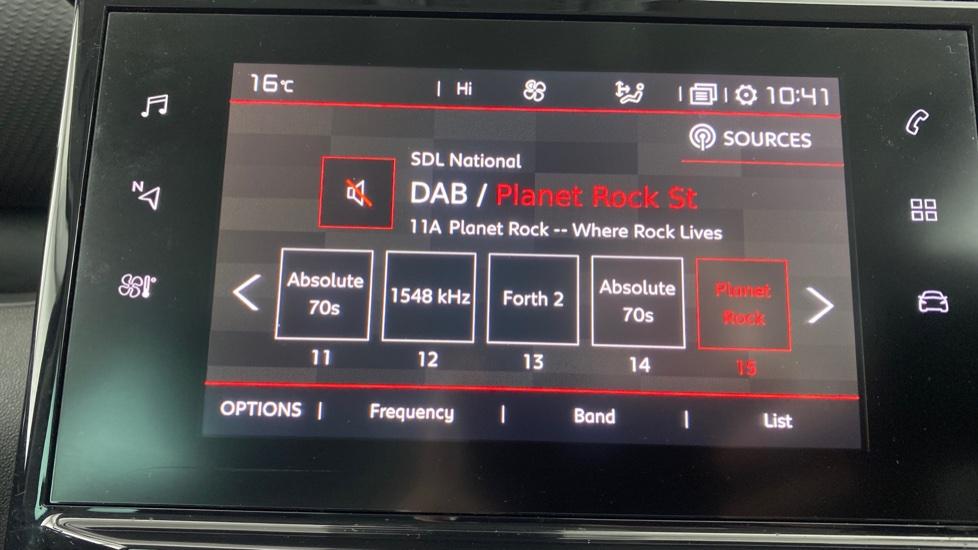 16°C | Hi | | 10:41
SOURCES
SDL National
DAB / Planet Rock St
11A Planet Rock -- Where Rock Lives
N
Absolute 70s
1548 kHz
Forth 2
Absolute 70s
Planet Rock
11 12 13 14 15
OPTIONS | Frequency | Band | List